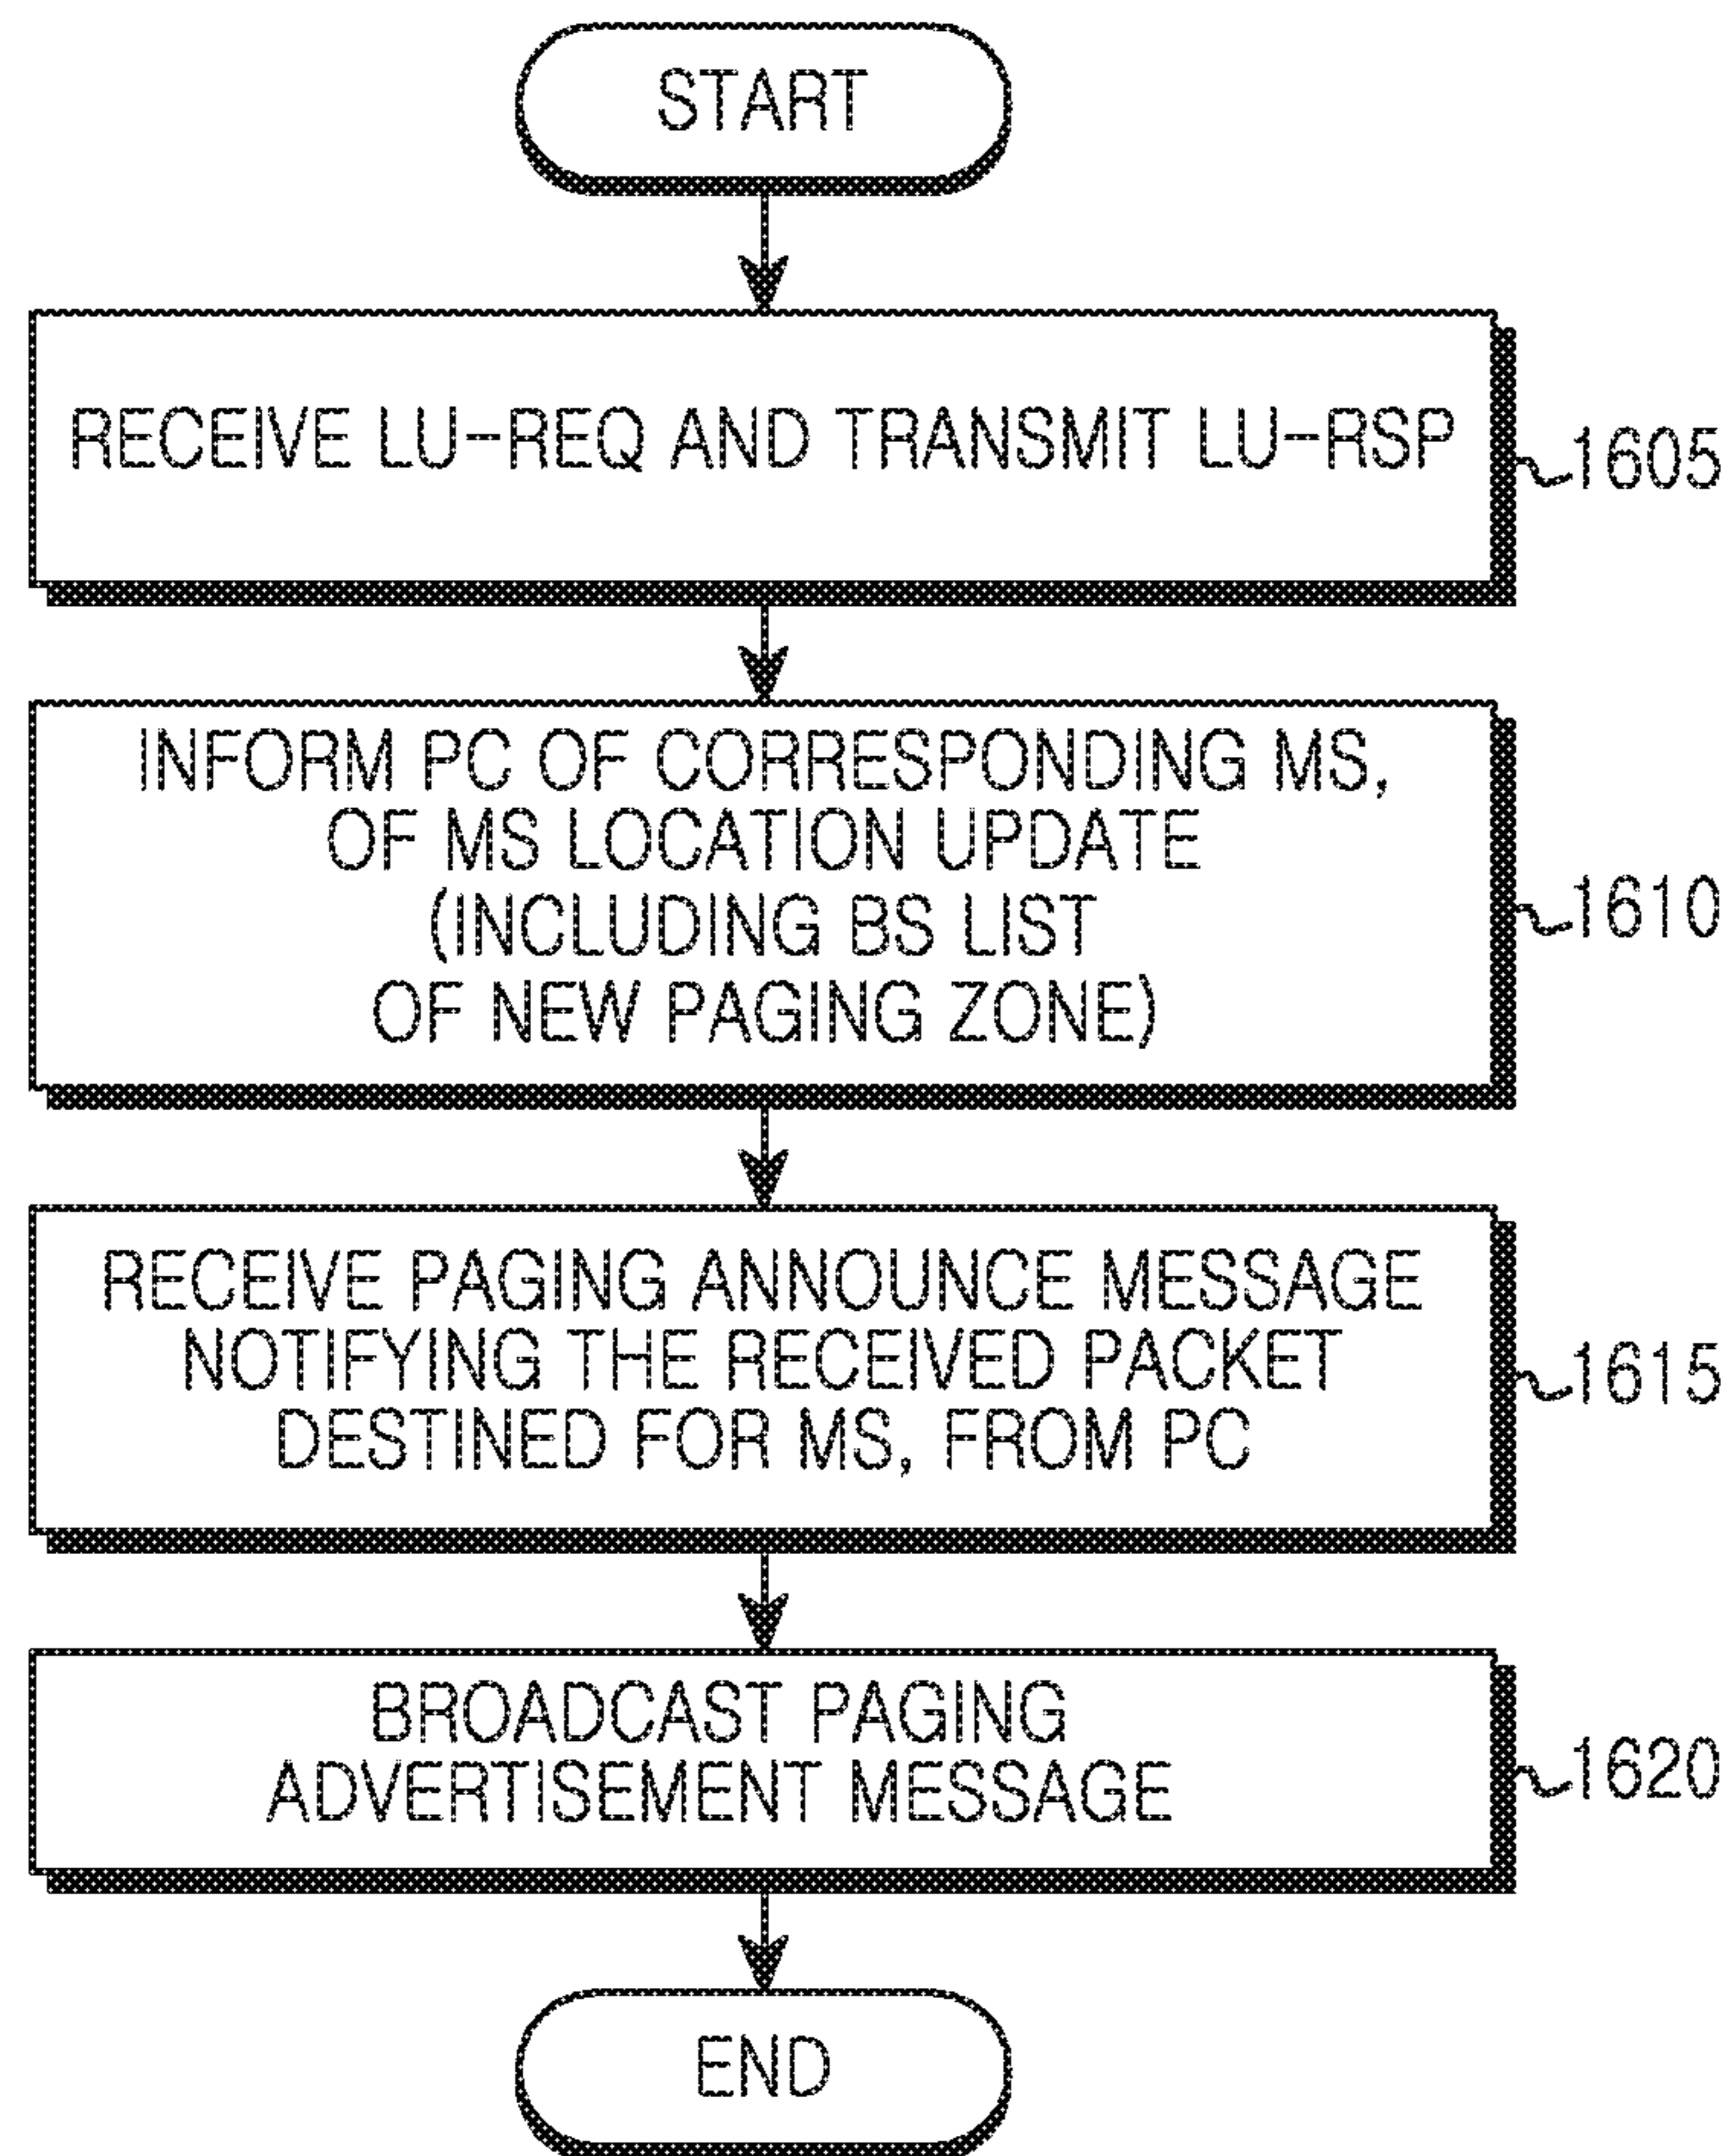 START
RECEIVE LU-REQ AND TRANSMIT LU-RSP
1605
INFORM PC OF CORRESPONDING MS,
OF MS LOCATION UPDATE
(INCLUDING BS LIST
OF NEW PAGING ZONE)
1610
RECEIVE PAGING ANNOUNCE MESSAGE
NOTIFYING THE RECEIVED PACKET
DESTINED FOR MS, FROM PC
1615
BROADCAST PAGING
ADVERTISEMENT MESSAGE
1620
END